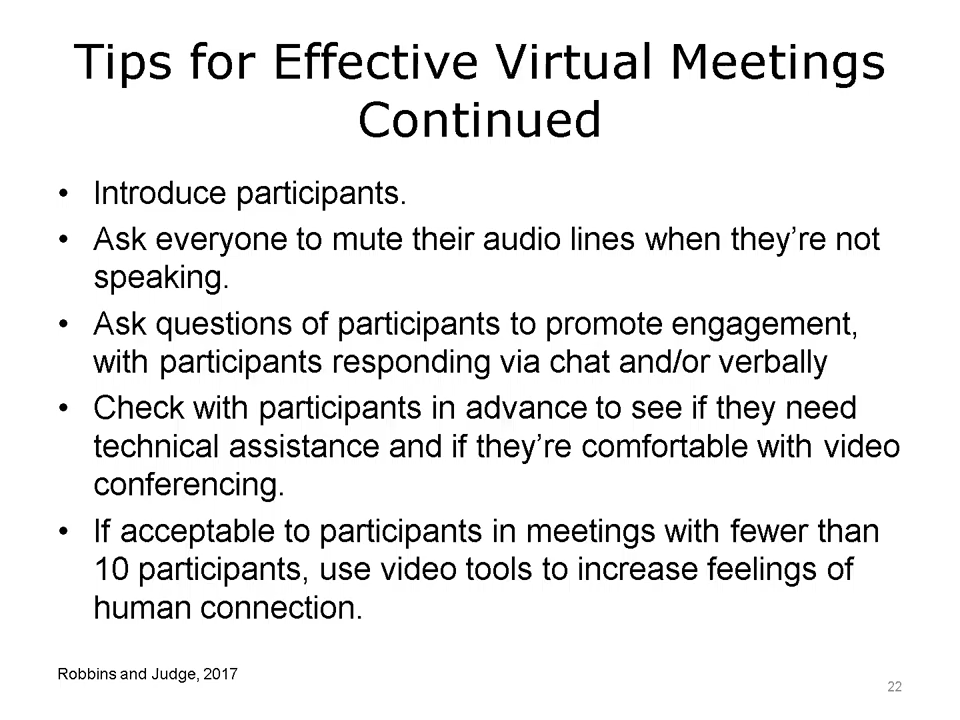 Tips for Effective Virtual Meetings
Continued
• Introduce participants.
• Ask everyone to mute their audio lines when they’re not
speaking.
• Ask questions of participants to promote engagement,
with participants responding via chat and/or verbally
• Check with participants in advance to see if they need
technical assistance and if they’re comfortable with video
conferencing.
• If acceptable to participants in meetings with fewer than
10 participants, use video tools to increase feelings of
human connection.
Robbins and Judge, 2017
22